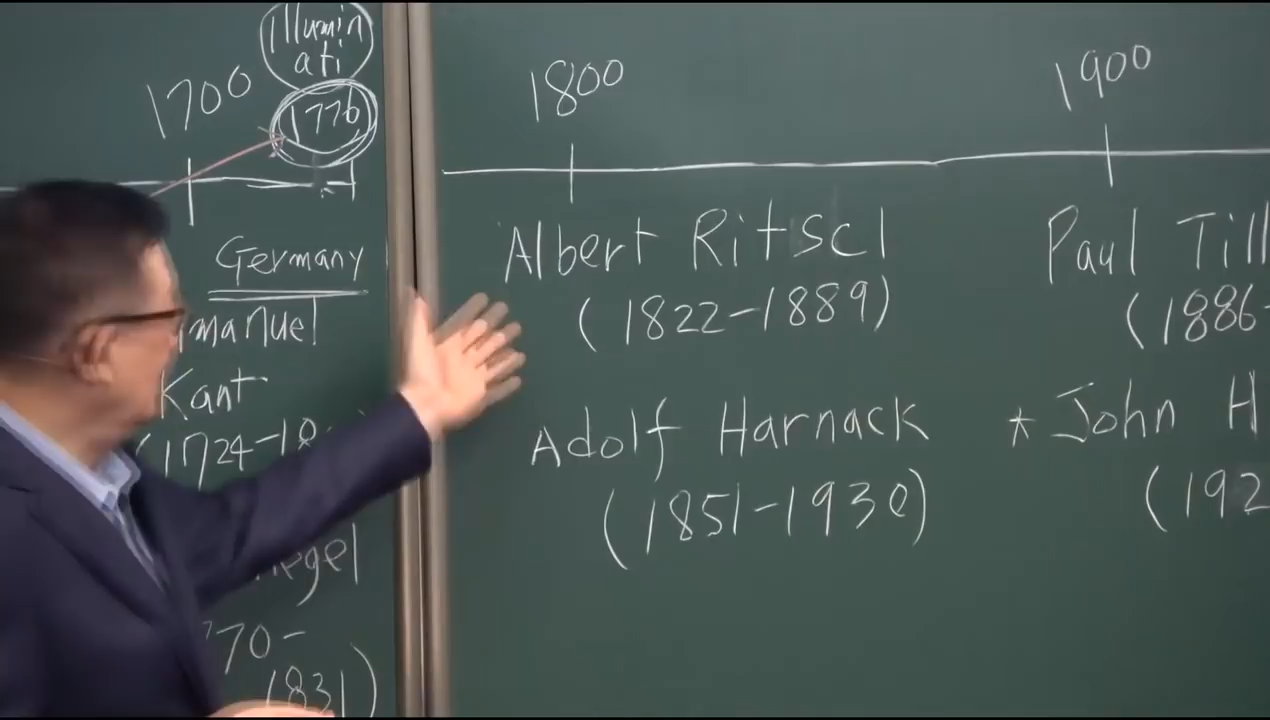 illumin
ati
1700
1776
1800
1900
Germany
manuel
Kant
(1724-18
Hegel
770-
1831)
Albert Ritscl
(1822-1889)
Adolf Harnack
(1851-1930)
Paul Till
(1886-
* John H
(192